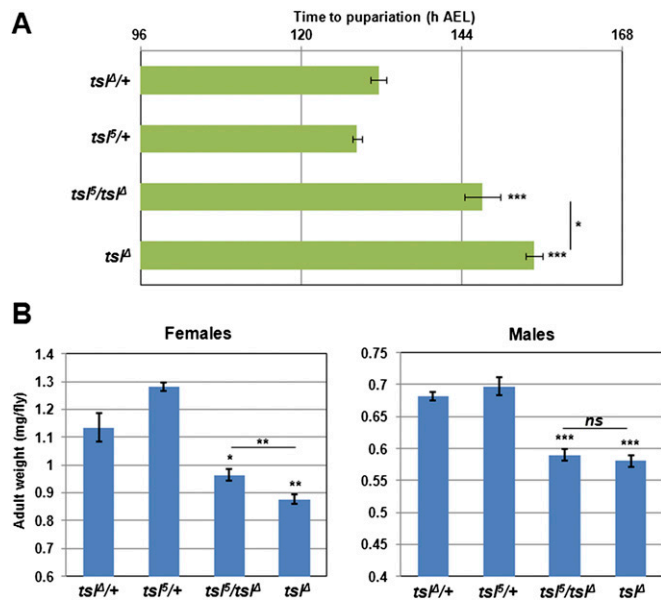 A
Time to pupariation (h AEL)
96 120 144 168
tslΔ/+
tsl5/+
tsl5/tslΔ
***
*
tslΔ
***
B
Females
Males
Adult weight (mg/fly)
1.4
1.3
1.2
1.1
1
0.9
0.8
0.7
0.6
*
**
**
tslΔ/+ tsl5/+ tsl5/tslΔ tslΔ
0.75
0.7
0.65
0.6
0.55
0.5
0.45
0.4
ns
***
***
tslΔ/+ tsl5/+ tsl5/tslΔ tslΔ